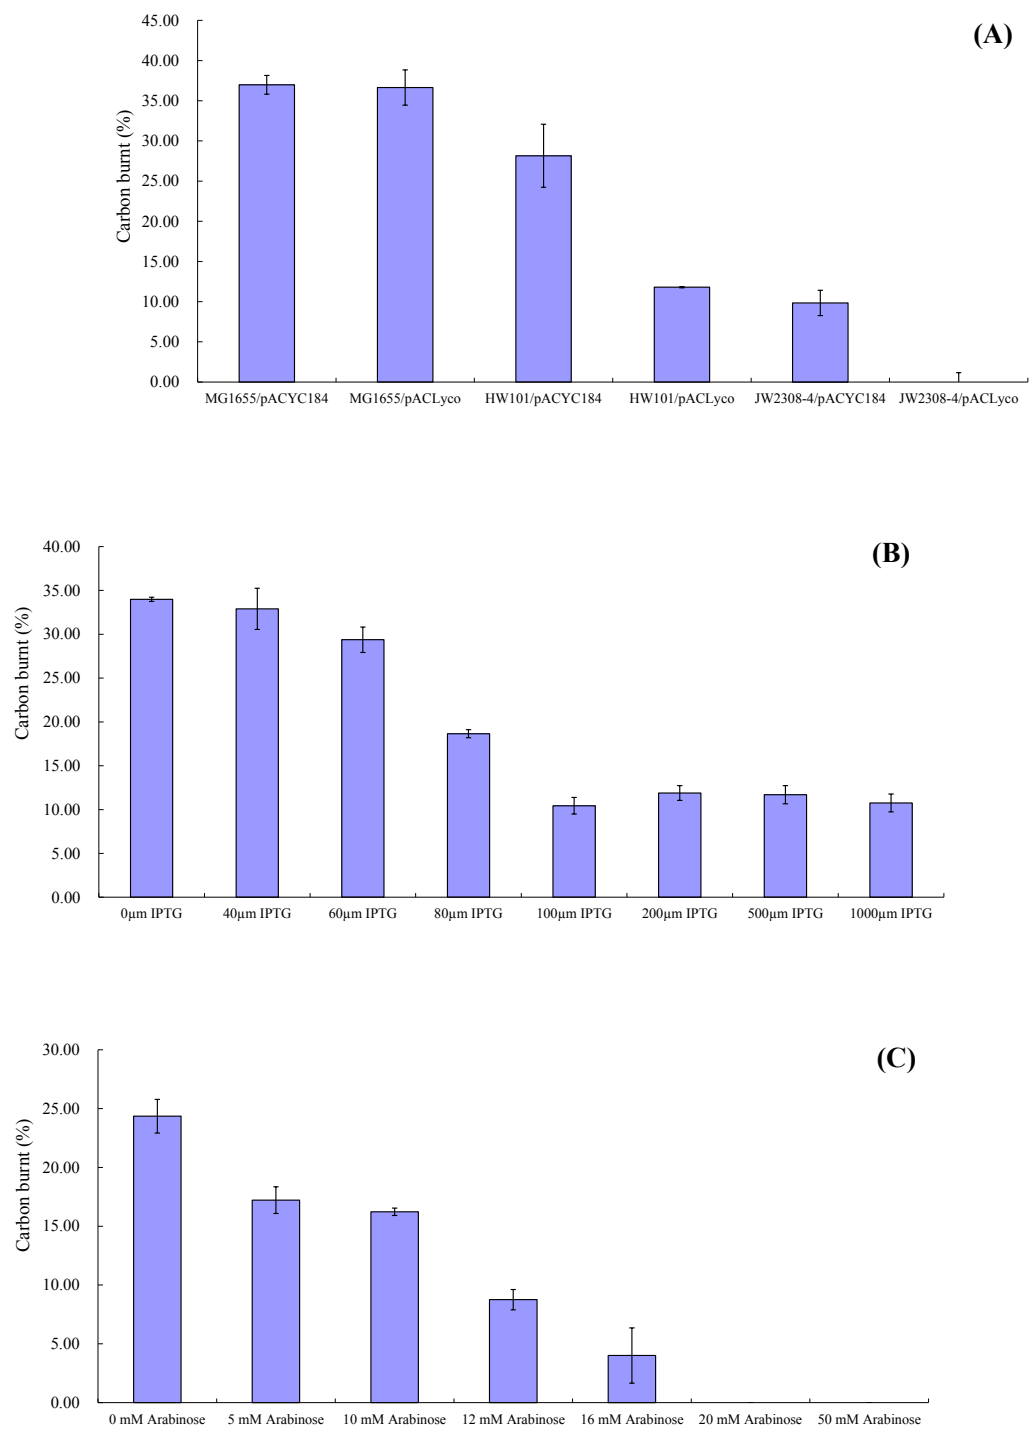 (A)
45.00
40.00
35.00
30.00
25.00
20.00
15.00
10.00
5.00
0.00
Carbon burnt (%)
MG1655/pACYC184 MG1655/pACLyco HW101/pACYC184 HW101/pACLyco JW2308-4/pACYC184 JW2308-4/pACLyco
(B)
40.00
35.00
30.00
25.00
20.00
15.00
10.00
5.00
0.00
Carbon burnt (%)
0µm IPTG 40µm IPTG 60µm IPTG 80µm IPTG 100µm IPTG 200µm IPTG 500µm IPTG 1000µm IPTG
(C)
30.00
25.00
20.00
15.00
10.00
5.00
0.00
Carbon burnt (%)
0 mM Arabinose 5 mM Arabinose 10 mM Arabinose 12 mM Arabinose 16 mM Arabinose 20 mM Arabinose 50 mM Arabinose